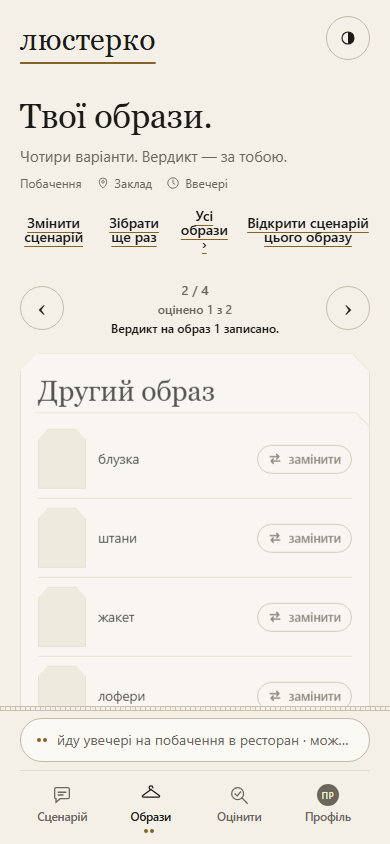 люстерко
Твої образи.
Чотири варіанти. Вердикт — за тобою.
Побачення Заклад Ввечері
Змінити сценарій
Зібрати ще раз
Усі образи ›
Відкрити сценарій цього образу
‹
2 / 4
›
оцінено 1 з 2
Вердикт на образ 1 записано.
Другий образ
блузка замінити
штани замінити
жакет замінити
лофери замінити
йду увечері на побачення в ресторан · мож...
ПР
Сценарій Образи Оцінити Профіль